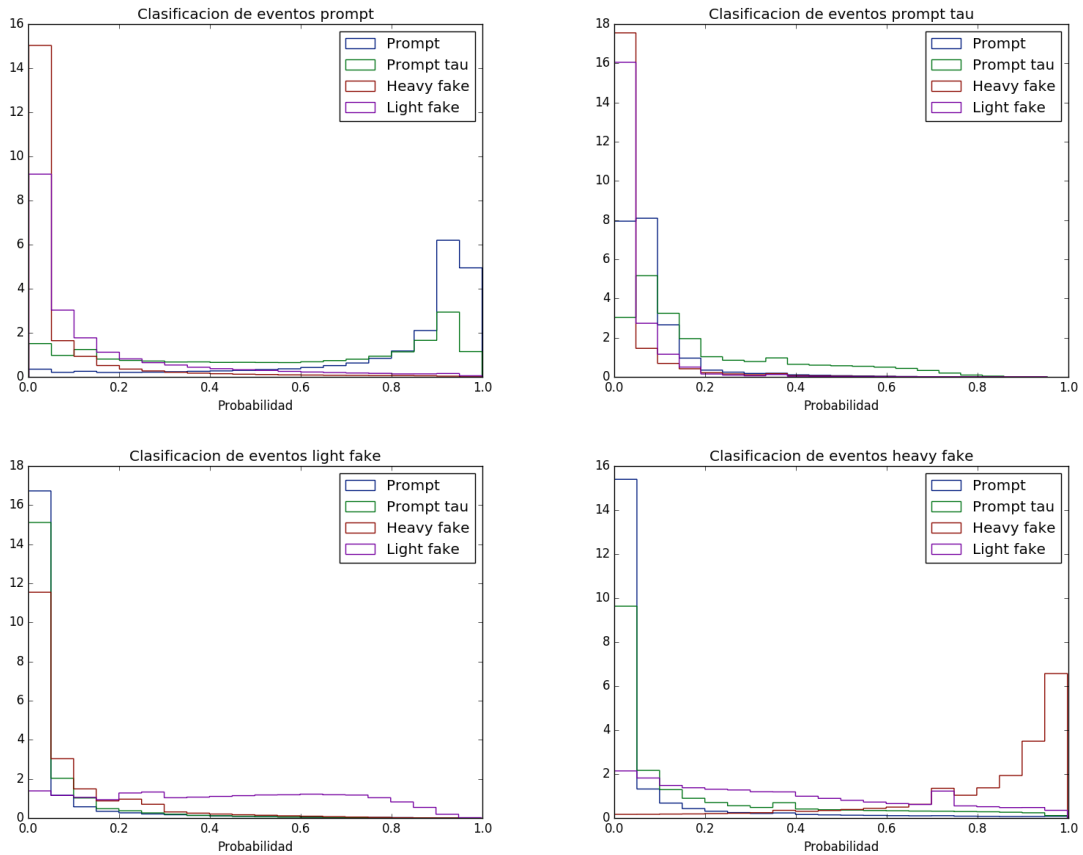 Clasificacion de eventos prompt
16
14
12
10
8
6
4
2
0
Prompt
Prompt tau
Heavy fake
Light fake
0.0 0.2 0.4 0.6 0.8 1.0
Probabilidad
Clasificacion de eventos prompt tau
18
16
14
12
10
8
6
4
2
0
Prompt
Prompt tau
Heavy fake
Light fake
0.0 0.2 0.4 0.6 0.8 1.0
Probabilidad
Clasificacion de eventos light fake
18
16
14
12
10
8
6
4
2
0
Prompt
Prompt tau
Heavy fake
Light fake
0.0 0.2 0.4 0.6 0.8 1.0
Probabilidad
Clasificacion de eventos heavy fake
16
14
12
10
8
6
4
2
0
Prompt
Prompt tau
Heavy fake
Light fake
0.0 0.2 0.4 0.6 0.8 1.0
Probabilidad